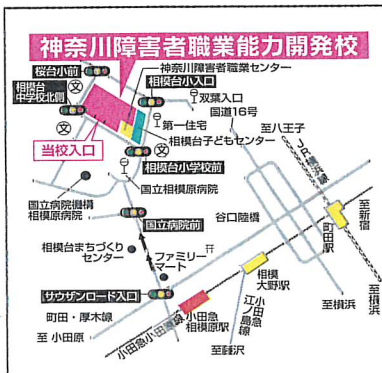 神奈川障害者職業能力開発校
桜台小前
神奈川障害者職業センター
相模台小入口
相模台
中学校北側
文
双葉入口
国道16号
文
第一住宅
至八王子
JR横浜線
当校入口
相模台子どもセンター
相模台小学校前
国立相模原病院
国立病院機構
相模原病院
国立病院前
谷口陸橋
町田駅
至新宿
相模台まちづくり
センター
ファミリー
マート
相模
大野駅
至横浜
至横浜
サウザンロード入口
小田急
江ノ島線
町田・厚木線
小田急
相模原駅
至 小田原
小田急小田原線
至藤沢